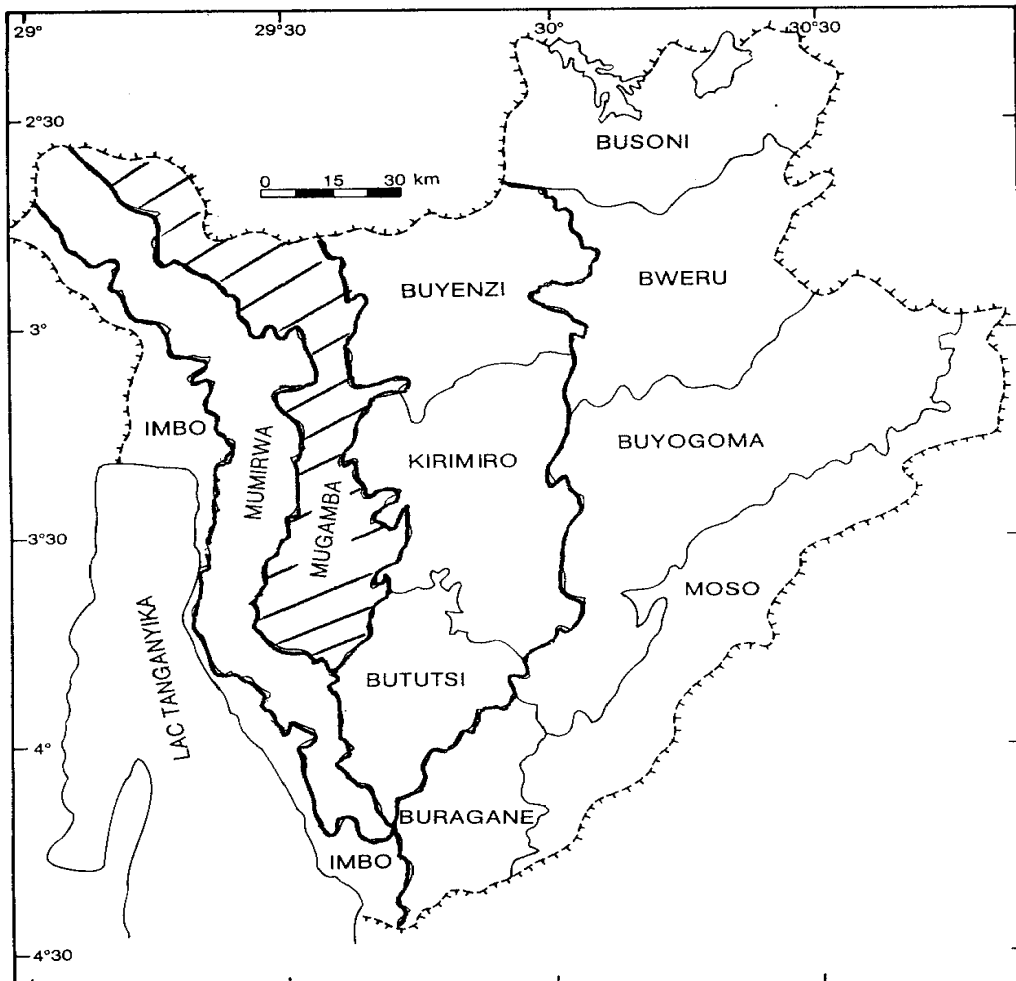 29°
29°30
30°
30°30
2°30
BUSONI
0 15 30 km
BUYENZI
BWERU
3°
IMBO
MUMIRWA
KIRIMIRO
BUYOGOMA
MUGAMBA
3°30
MOSO
LAC TANGANYIKA
BUTUTSI
4°
BURAGANE
IMBO
4°30